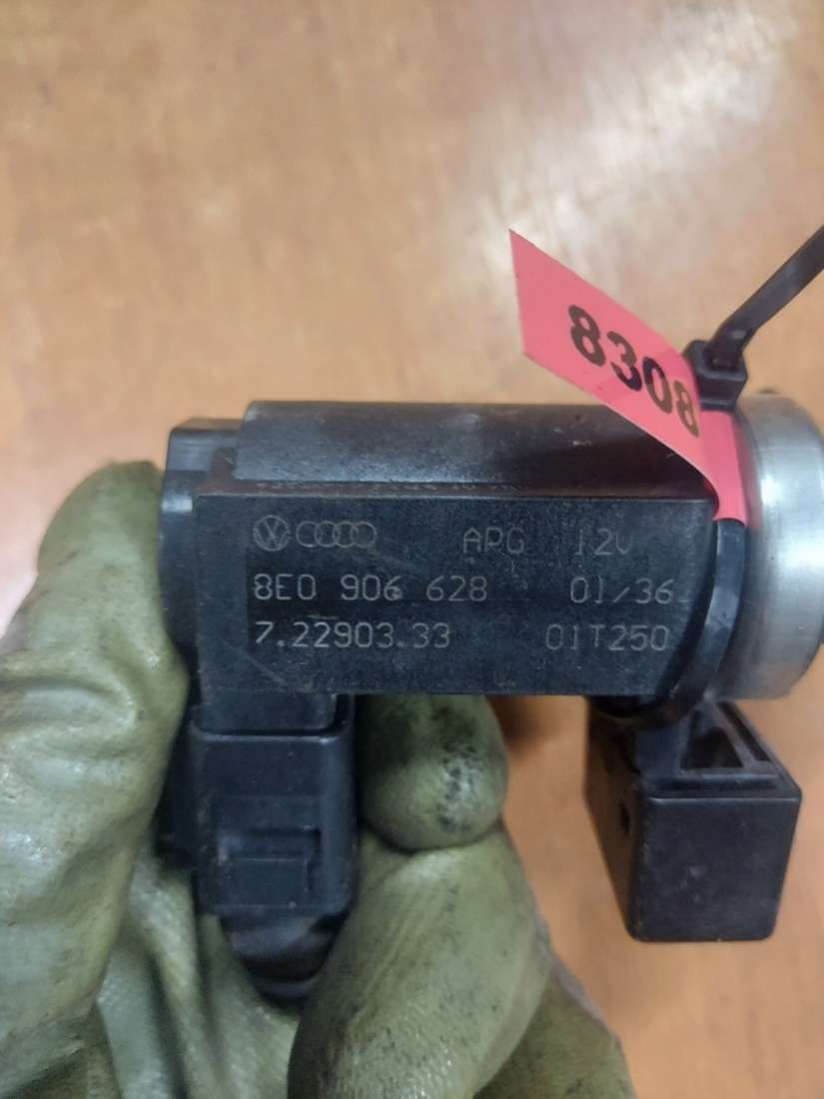 8308
APG 12V
8E0 906 628 01/36
7.22903.33 01T250